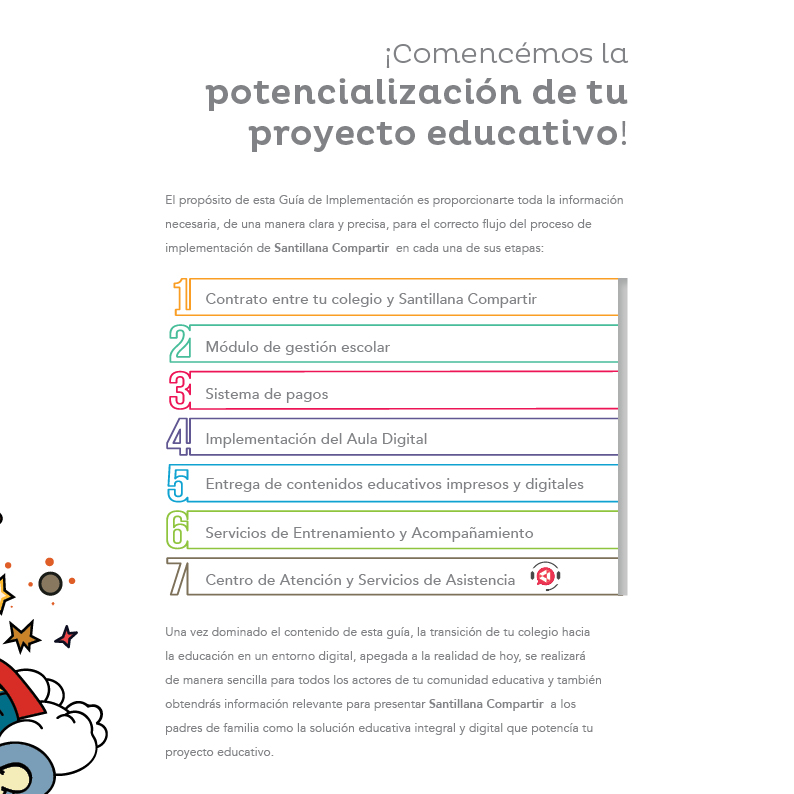 ¡Comencémos la
potencialización de tu
proyecto educativo!
El propósito de esta Guía de Implementación es proporcionarte toda la información
necesaria, de una manera clara y precisa, para el correcto flujo del proceso de
implementación de Santillana Compartir en cada una de sus etapas:
1 Contrato entre tu colegio y Santillana Compartir
2 Módulo de gestión escolar
3 Sistema de pagos
4 Implementación del Aula Digital
5 Entrega de contenidos educativos impresos y digitales
6 Servicios de Entrenamiento y Acompañamiento
7 Centro de Atención y Servicios de Asistencia
Una vez dominado el contenido de esta guía, la transición de tu colegio hacia
la educación en un entorno digital, apegada a la realidad de hoy, se realizará
de manera sencilla para todos los actores de tu comunidad educativa y también
obtendrás información relevante para presentar Santillana Compartir a los
padres de familia como la solución educativa integral y digital que potencía tu
proyecto educativo.